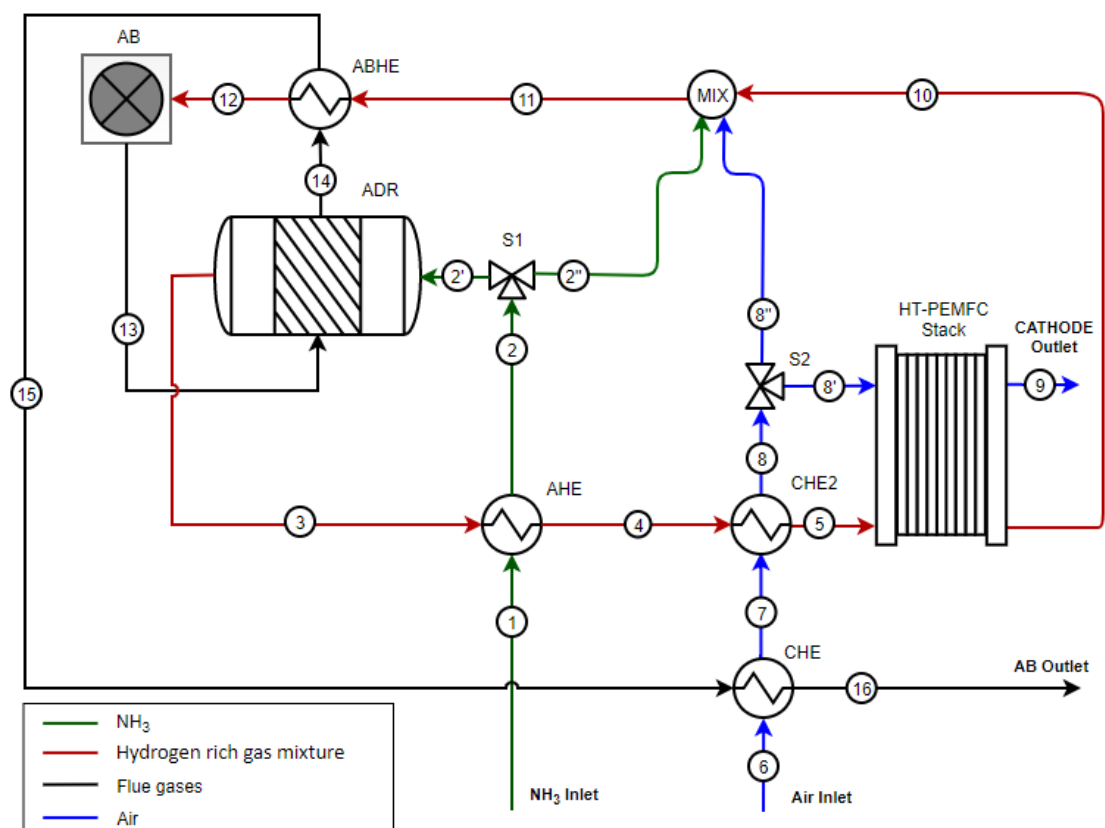 AB
ABHE
12
11
MIX
10
14
ADR
S1
2'
2"
13
2
15
8"
HT-PEMFC
Stack
CATHODE
Outlet
S2
8'
9
8
AHE
CHE2
3
4
5
1
7
CHE
AB Outlet
16
6
NH₃ Inlet
Air Inlet
NH₃
Hydrogen rich gas mixture
Flue gases
Air